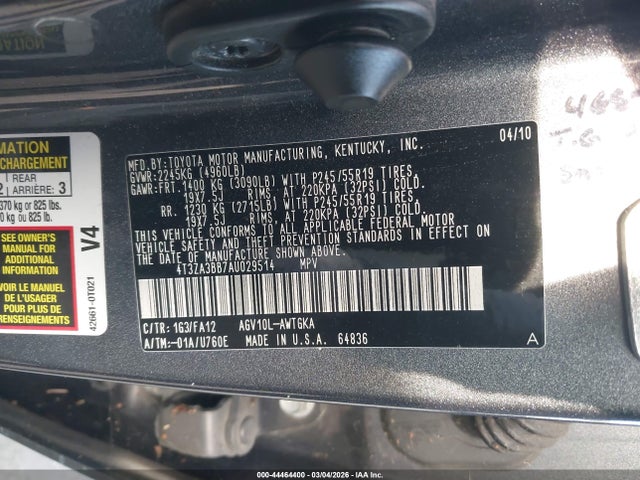 MFD.BY:TOYOTA MOTOR MANUFACTURING, KENTUCKY, INC. 04/10
GVWR:2245KG (4960LB)
GAWR:FRT. 1400 KG (3090LB) WITH P245/55R19 TIRES,
19X7.5J RIMS, AT 220KPA (32PSI) COLD.
RR. 1230 KG (2715LB) WITH P245/55R19 TIRES,
19X7.5J RIMS, AT 220KPA (32PSI) COLD.
THIS VEHICLE CONFORMS TO ALL APPLICABLE FEDERAL MOTOR
VEHICLE SAFETY AND THEFT PREVENTION STANDARDS IN EFFECT ON
THE DATE OF MANUFACTURE SHOWN ABOVE.
4T3ZA3BB7AU029514 MPV
C/TR: 1G3/FA12 AGV10L-AWTGKA
A/TM:-01A/U760E MADE IN U.S.A. 64836 A
MATION
CHARGEMENT
1 REAR
2 ARRIÈRE: 3
370 kg or 825 lbs.
0 kg ou 825 lb.
SEE OWNER'S
MANUAL FOR
ADDITIONAL
INFORMATION
VOIR LE MANUEL
DE L'USAGER
POUR PLUS DE
RENSEIGNEMENTS
V4
42661-0T021
000-44464400 - 03/04/2026 - IAA Inc.